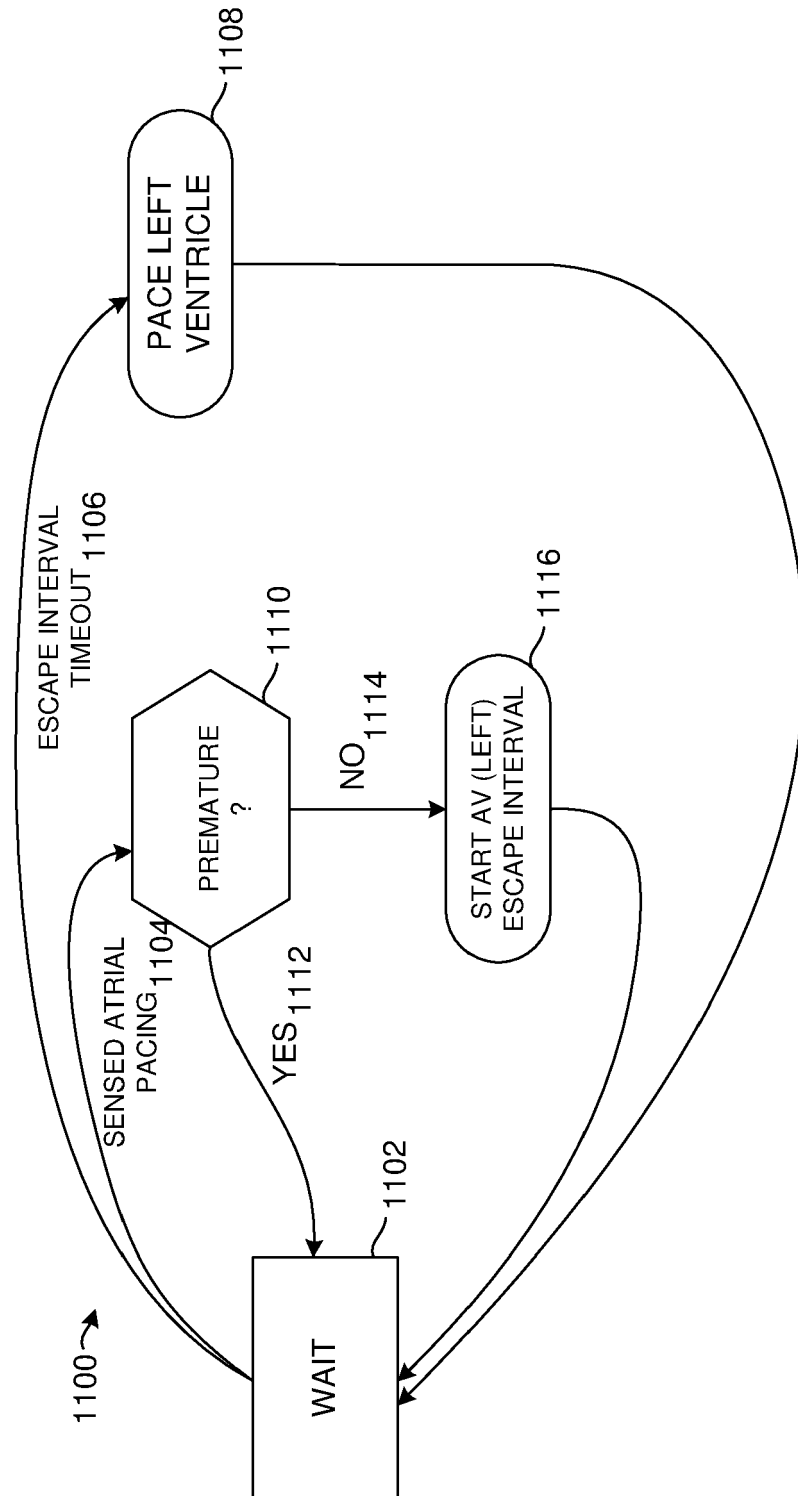 1100
WAIT
1102
SENSED ATRIAL
PACING 1104
ESCAPE INTERVAL
TIMEOUT 1106
PACE LEFT
VENTRICLE
1108
PREMATURE
?
1110
YES 1112
NO 1114
START AV (LEFT)
ESCAPE INTERVAL
1116